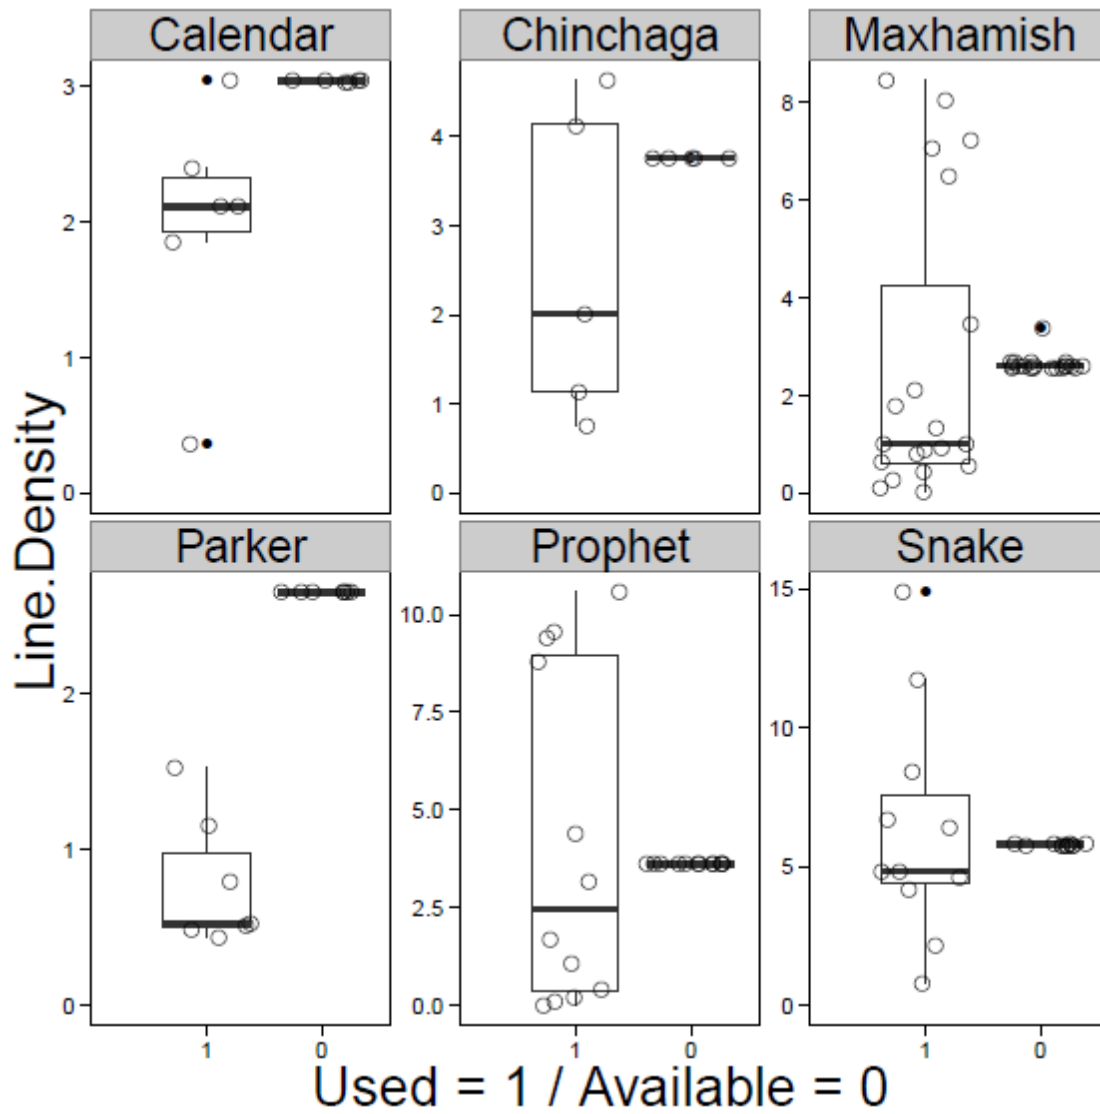 Calendar Chinchaga Maxhamish
3 4 8
2 3 6
1 2 4
0 1 2
0 0
Parker Prophet Snake
2 10.0 15
1 7.5 10
0 5.0 5
2.5 0
0.0
1 0 1 0 1 0
Line.Density
Used = 1 / Available = 0